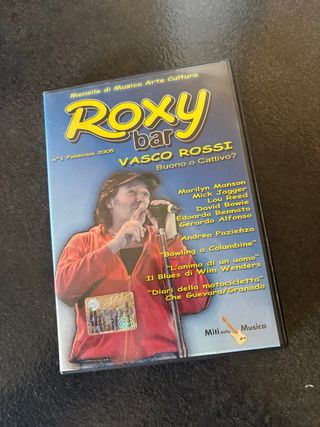 Mensile di Musica Arte Cultura
Roxy
bar
n°1 Febbraio 2005
VASCO ROSSI
Buono o Cattivo?
Marilyn Manson
Mick Jagger
Lou Reed
David Bowie
Edoardo Bennato
Gerardo Alfonso
Andrea Pazienza
"Bowling a Columbine"
"L'anima di un uomo"
Il Blues di Wim Wenders
"Diari della motocicletta"
Che Guevara/Granado
Miti della Musica